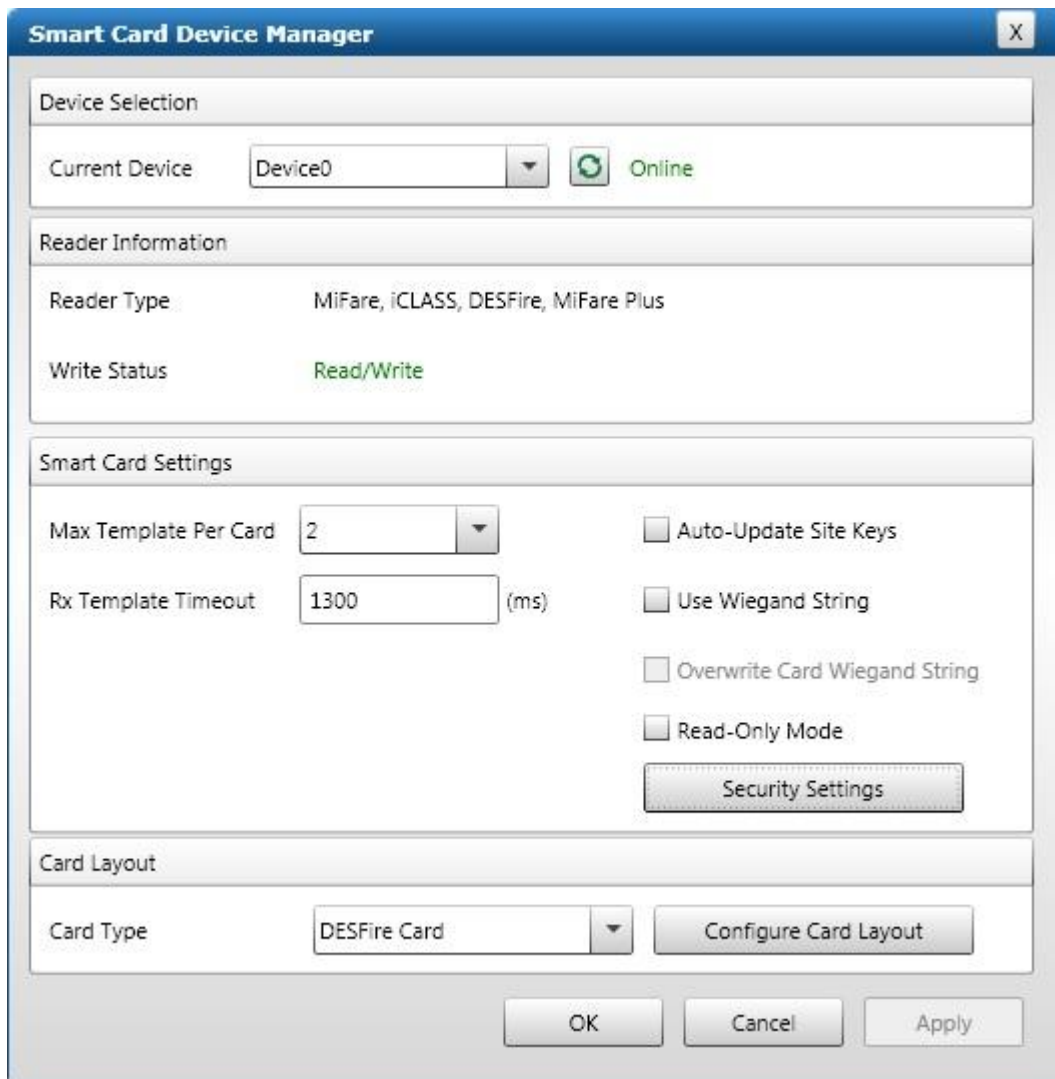 Smart Card Device Manager X
Device Selection
Current Device Device0 Online
Reader Information
Reader Type MiFare, iCLASS, DESFire, MiFare Plus
Write Status Read/Write
Smart Card Settings
Max Template Per Card 2 Auto-Update Site Keys
Rx Template Timeout 1300 (ms) Use Wiegand String
Overwrite Card Wiegand String
Read-Only Mode
Security Settings
Card Layout
Card Type DESFire Card Configure Card Layout
OK Cancel Apply